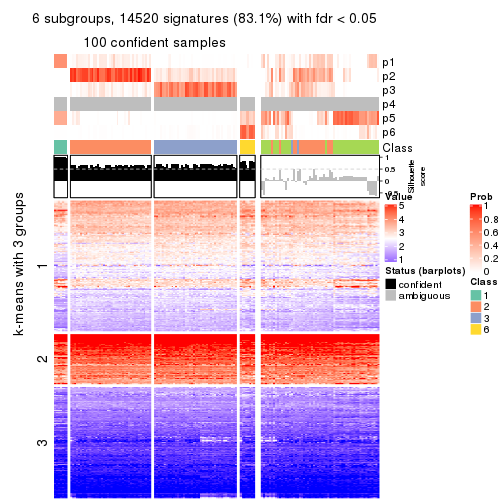 6 subgroups, 14520 signatures (83.1%) with fdr < 0.05
100 confident samples
p1
p2
p3
p4
p5
p6
Class
1
0.5
0
-0.5
Silhouette
score
k-means with 3 groups
1
2
3
Value
5
4
3
2
1
Status (barplots)
confident
ambiguous
Prob
1
0.8
0.6
0.4
0.2
0
Class
1
2
3
6